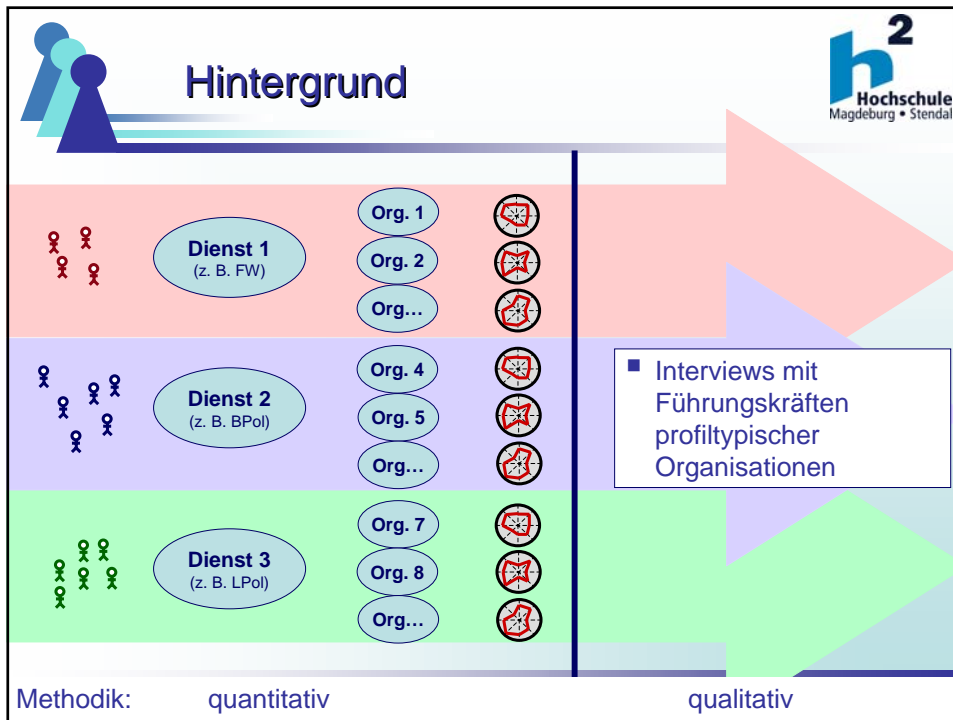 Hintergrund
h2
Hochschule
Magdeburg • Stendal
Dienst 1
(z. B. FW)
Org. 1
Org. 2
Org…
Dienst 2
(z. B. BPol)
Org. 4
Org. 5
Org…
Interviews mit
Führungskräften
profiltypischer
Organisationen
Dienst 3
(z. B. LPol)
Org. 7
Org. 8
Org…
Methodik: quantitativ qualitativ